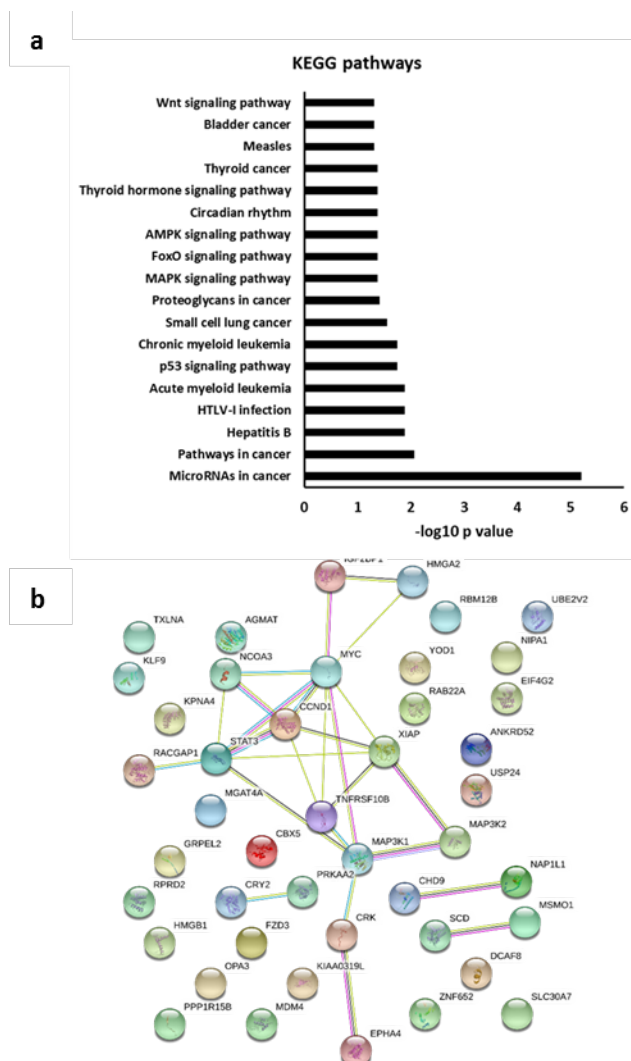 a
KEGG pathways
Wnt signaling pathway
Bladder cancer
Measles
Thyroid cancer
Thyroid hormone signaling pathway
Circadian rhythm
AMPK signaling pathway
FoxO signaling pathway
MAPK signaling pathway
Proteoglycans in cancer
Small cell lung cancer
Chronic myeloid leukemia
p53 signaling pathway
Acute myeloid leukemia
HTLV-I infection
Hepatitis B
Pathways in cancer
MicroRNAs in cancer
0 1 2 3 4 5 6
-log10 p value
b
HMGA2
RBM12B
UBE2V2
TXLNA
AGMAT
NIPA1
KLF9
NCOA3
MYC
YOD1
EIF4G2
KPNA4
CCND1
RAB22A
RACGAP1
STAT3
XIAP
ANKRD52
USP24
MGAT4A
TNFRSF10B
MAP3K2
GRPEL2
CBX5
MAP3K1
NAP1L1
RPRD2
CRY2
PRKAA2
CHD9
MSMO1
SCD
HMGB1
FZD3
CRK
DCAF8
OPA3
KIAA0319L
ZNF652
SLC30A7
PPP1R15B
MDM4
EPHA4